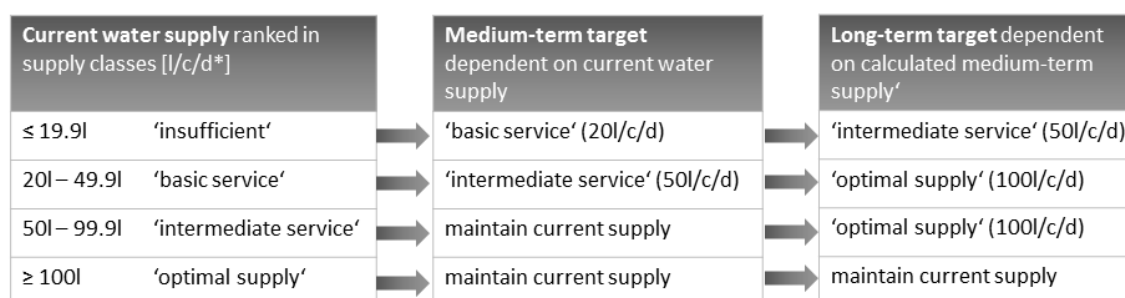 Current water supply ranked in
supply classes [l/c/d*]
Medium-term target
dependent on current water
supply
Long-term target dependent
on calculated medium-term
supply‘
≤ 19.9l ‘insufficient‘
‘basic service‘ (20l/c/d)
‘intermediate service‘ (50l/c/d)
20l – 49.9l ‘basic service‘
‘intermediate service‘ (50l/c/d)
‘optimal supply‘ (100l/c/d)
50l – 99.9l ‘intermediate service‘
maintain current supply
‘optimal supply‘ (100l/c/d)
≥ 100l ‘optimal supply‘
maintain current supply
maintain current supply